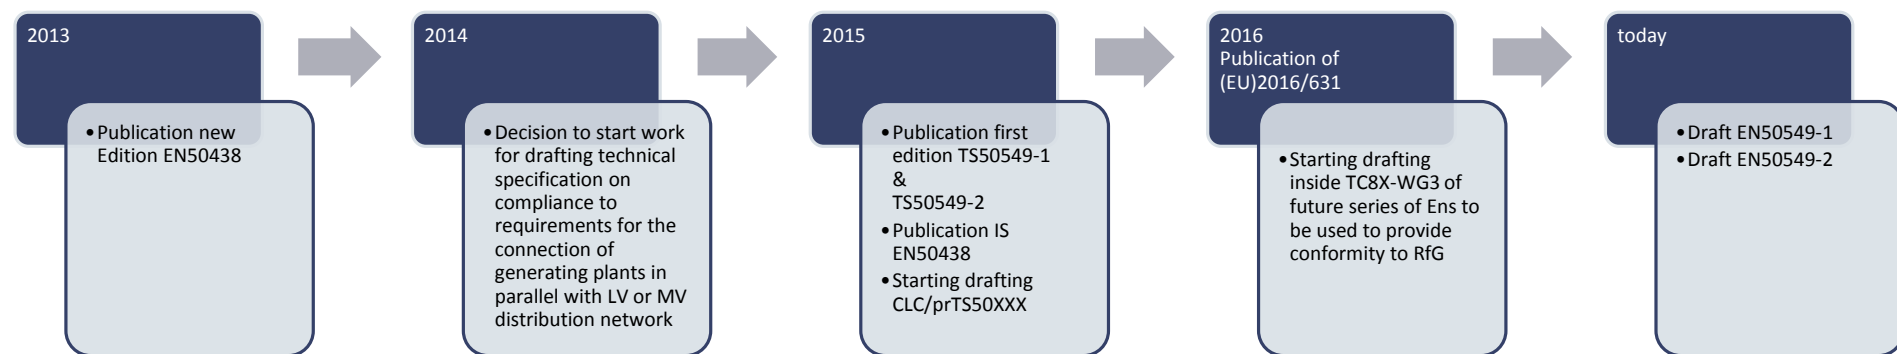 2013
• Publication new
Edition EN50438
2014
• Decision to start work
for drafting technical
specification on
compliance to
requirements for the
connection of
generating plants in
parallel with LV or MV
distribution network
2015
• Publication first
edition TS50549-1
&
TS50549-2
• Publication IS
EN50438
• Starting drafting
CLC/prTS50XXX
2016
Publication of
(EU)2016/631
• Starting drafting
inside TC8X-WG3 of
future series of Ens to
be used to provide
conformity to RfG
today
• Draft EN50549-1
• Draft EN50549-2